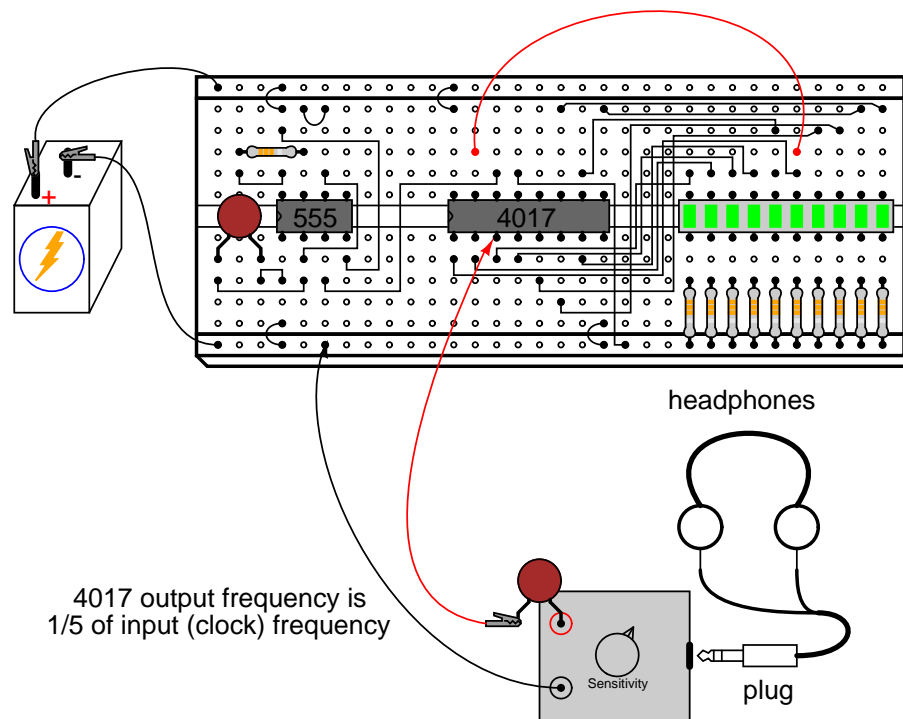 555
4017
+
-
headphones
4017 output frequency is
1/5 of input (clock) frequency
Sensitivity
plug